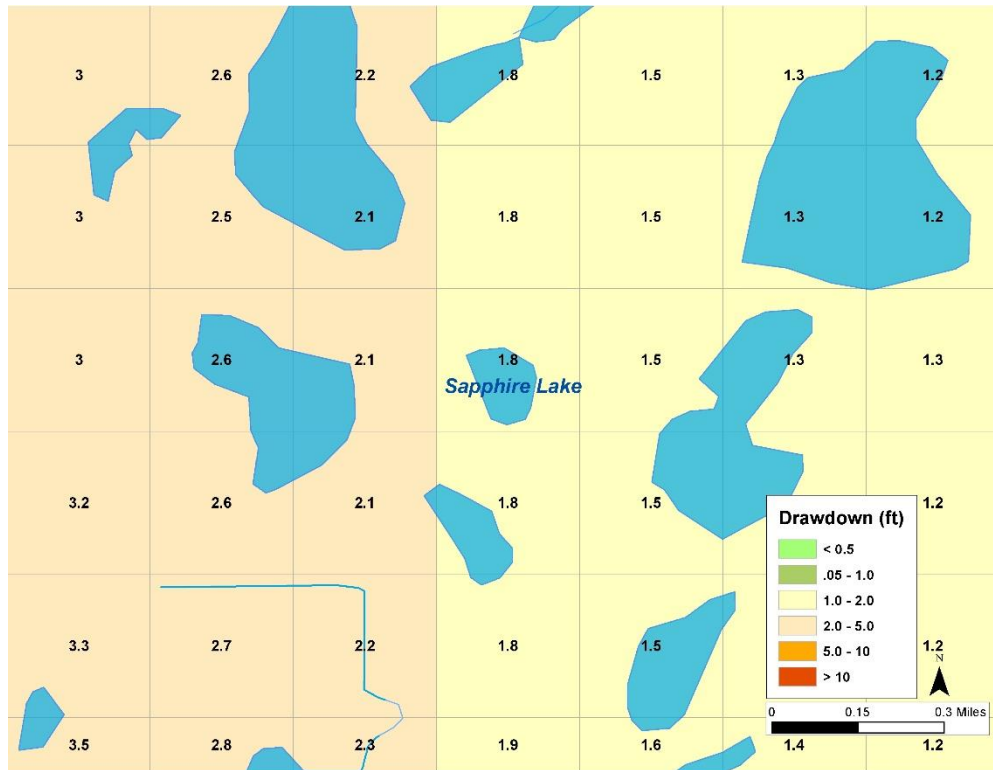 3 2.6 2.2 1.8 1.5 1.3 1.2
3 2.5 2.1 1.8 1.5 1.3 1.2
3 2.6 2.1 1.8 1.5 1.3 1.3
Sapphire Lake
3.2 2.6 2.1 1.8 1.5 1.2
3.3 2.7 2.2 1.8 1.5 1.2
3.5 2.8 2.3 1.9 1.6 1.4 1.2
Drawdown (ft)
< 0.5
.05 - 1.0
1.0 - 2.0
2.0 - 5.0
5.0 - 10
> 10
N
0 0.15 0.3 Miles